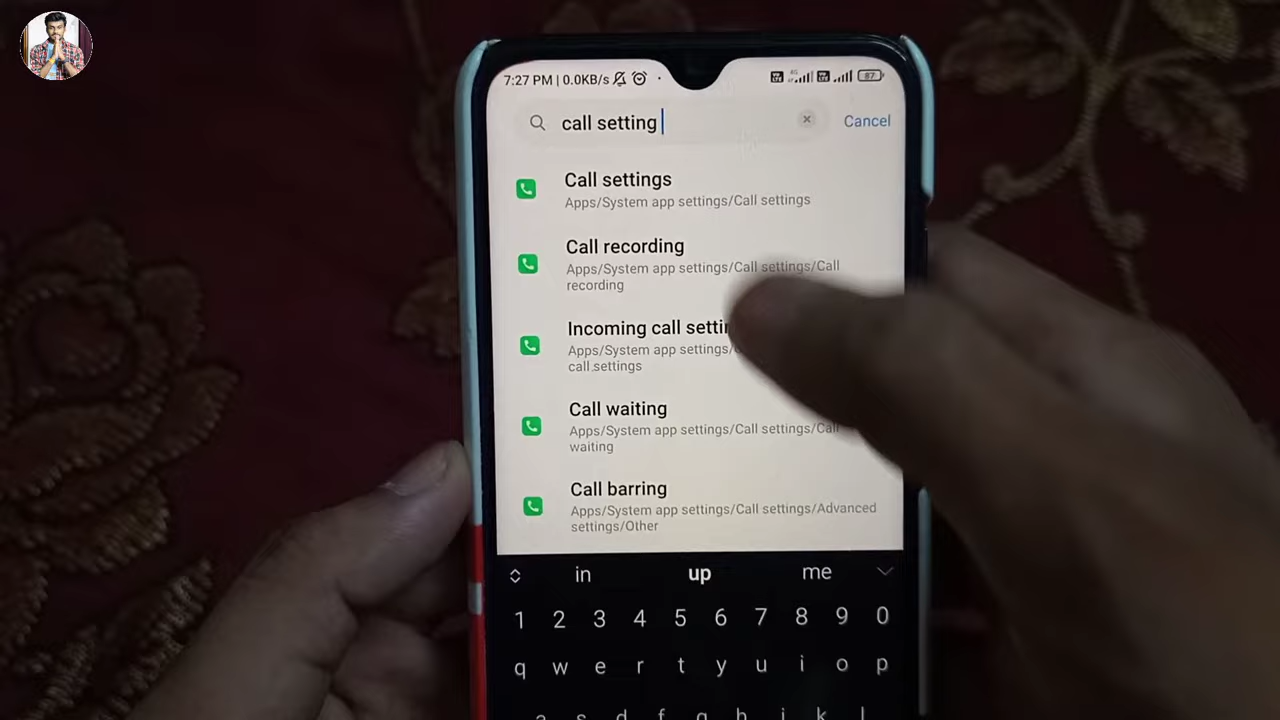 7:27 PM | 0.0KB/s
87
call setting
Cancel
Call settings
Apps/System app settings/Call settings
Call recording
Apps/System app settings/Call settings/Call
recording
Incoming call
Apps/System app settings/
call settings
Call waiting
Apps/System app settings/Call settings/Call
waiting
Call barring
Apps/System app settings/Call settings/Advanced
settings/Other
in up me
1 2 3 4 5 6 7 8 9 0
q w e r t y u i o p
a s d f g h j k l